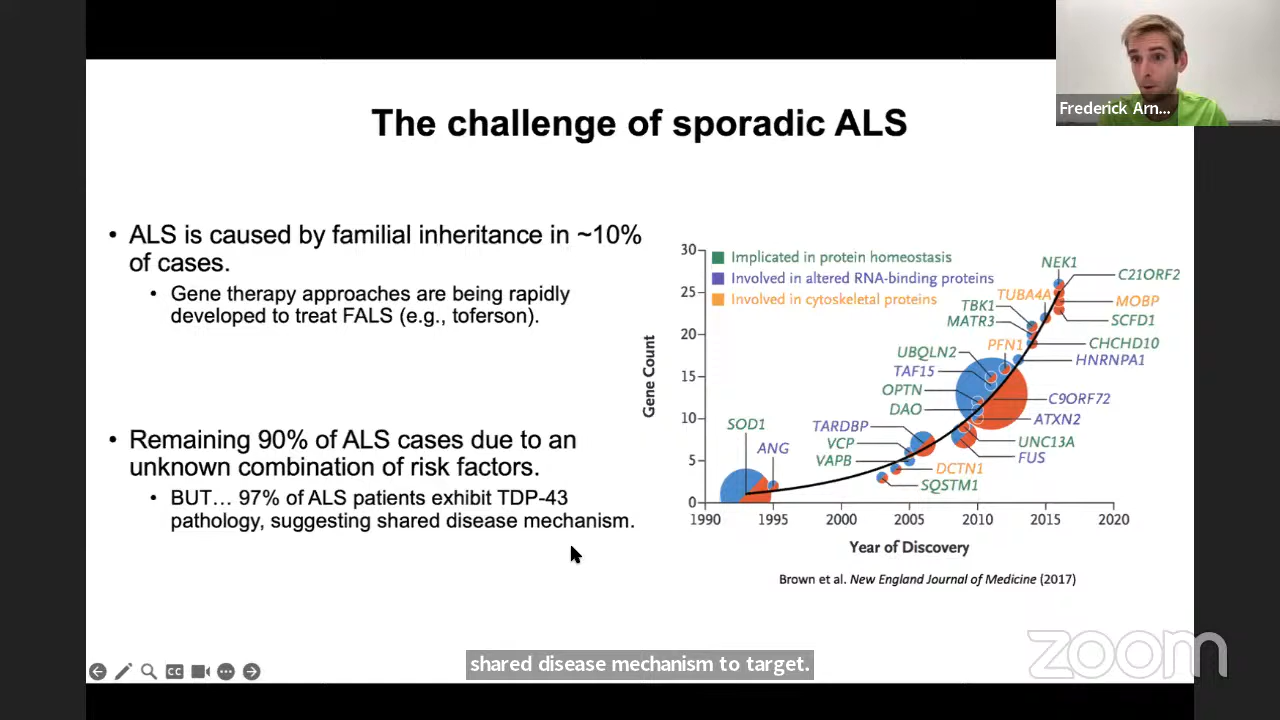 Frederick Arn...
The challenge of sporadic ALS
• ALS is caused by familial inheritance in ~10%
of cases.
• Gene therapy approaches are being rapidly
developed to treat FALS (e.g., toferson).
• Remaining 90% of ALS cases due to an
unknown combination of risk factors.
• BUT… 97% of ALS patients exhibit TDP-43
pathology, suggesting shared disease mechanism.
Gene Count
30
25
20
15
10
5
0
Implicated in protein homeostasis
Involved in altered RNA-binding proteins
Involved in cytoskeletal proteins
NEK1
C21ORF2
TUBA4A
MOBP
TBK1
SCFD1
MATR3
CHCHD10
PFN1
UBQLN2
HNRNPA1
TAF15
OPTN
C9ORF72
DAO
ATXN2
SOD1
TARDBP
UNC13A
ANG
VCP
FUS
VAPB
DCTN1
SQSTM1
1990 1995 2000 2005 2010 2015 2020
Year of Discovery
Brown et al. New England Journal of Medicine (2017)
zoom
shared disease mechanism to target.
CC